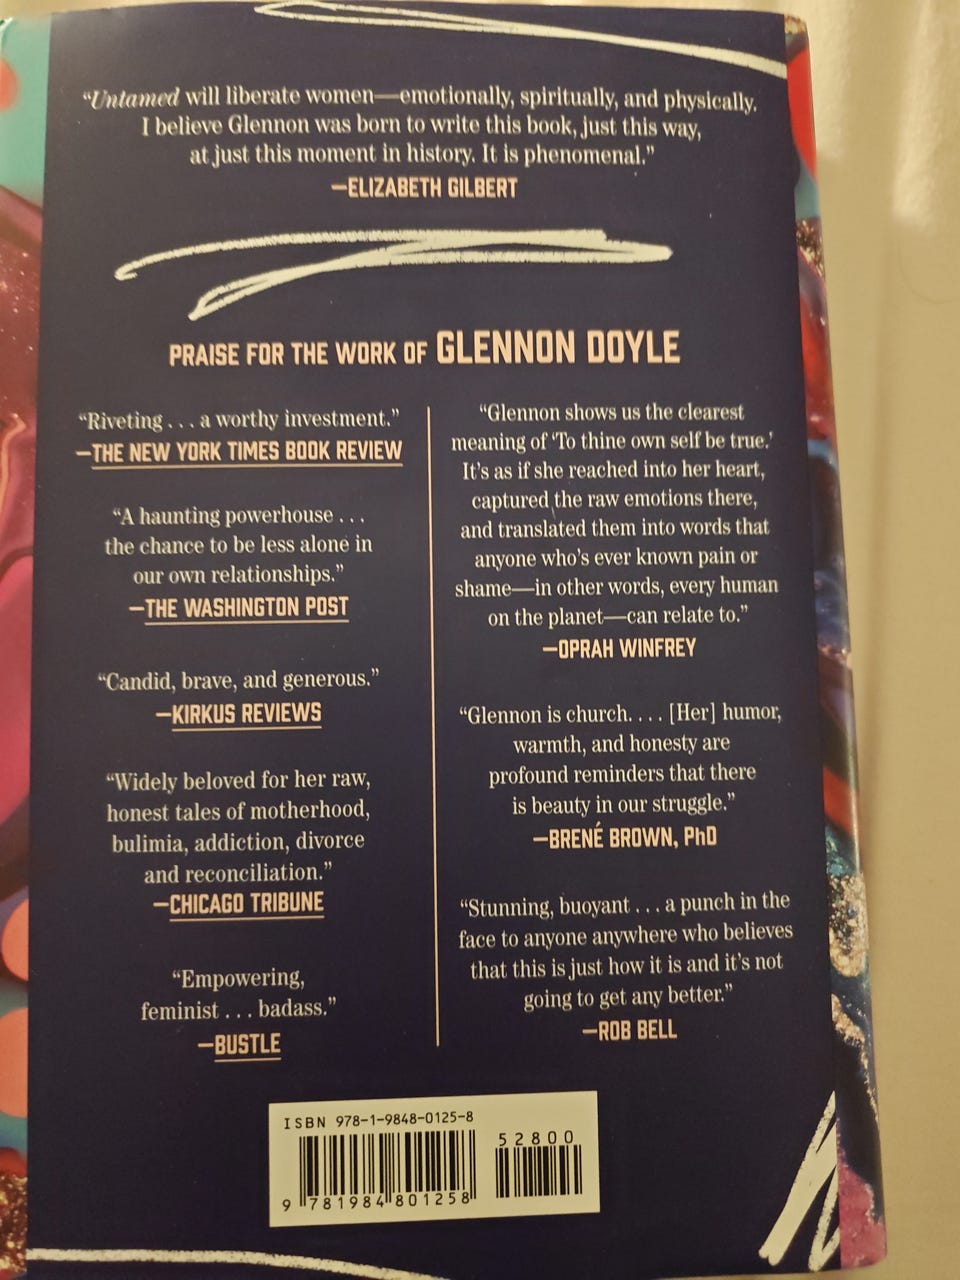 “Untamed will liberate women—emotionally, spiritually, and physically.
I believe Glennon was born to write this book, just this way,
at just this moment in history. It is phenomenal.”
—ELIZABETH GILBERT
PRAISE FOR THE WORK OF GLENNON DOYLE
“Riveting . . . a worthy investment.”
—THE NEW YORK TIMES BOOK REVIEW
“A haunting powerhouse . . .
the chance to be less alone in
our own relationships.”
—THE WASHINGTON POST
“Candid, brave, and generous.”
—KIRKUS REVIEWS
“Widely beloved for her raw,
honest tales of motherhood,
bulimia, addiction, divorce
and reconciliation.”
—CHICAGO TRIBUNE
“Empowering,
feminist . . . badass.”
—BUSTLE
“Glennon shows us the clearest
meaning of ‘To thine own self be true.’
It’s as if she reached into her heart,
captured the raw emotions there,
and translated them into words that
anyone who’s ever known pain or
shame—in other words, every human
on the planet—can relate to.”
—OPRAH WINFREY
“Glennon is church. . . . [Her] humor,
warmth, and honesty are
profound reminders that there
is beauty in our struggle.”
—BRENÉ BROWN, PhD
“Stunning, buoyant . . . a punch in the
face to anyone anywhere who believes
that this is just how it is and it’s not
going to get any better.”
—ROB BELL
ISBN 978-1-9848-0125-8
52800
9 781984 801258